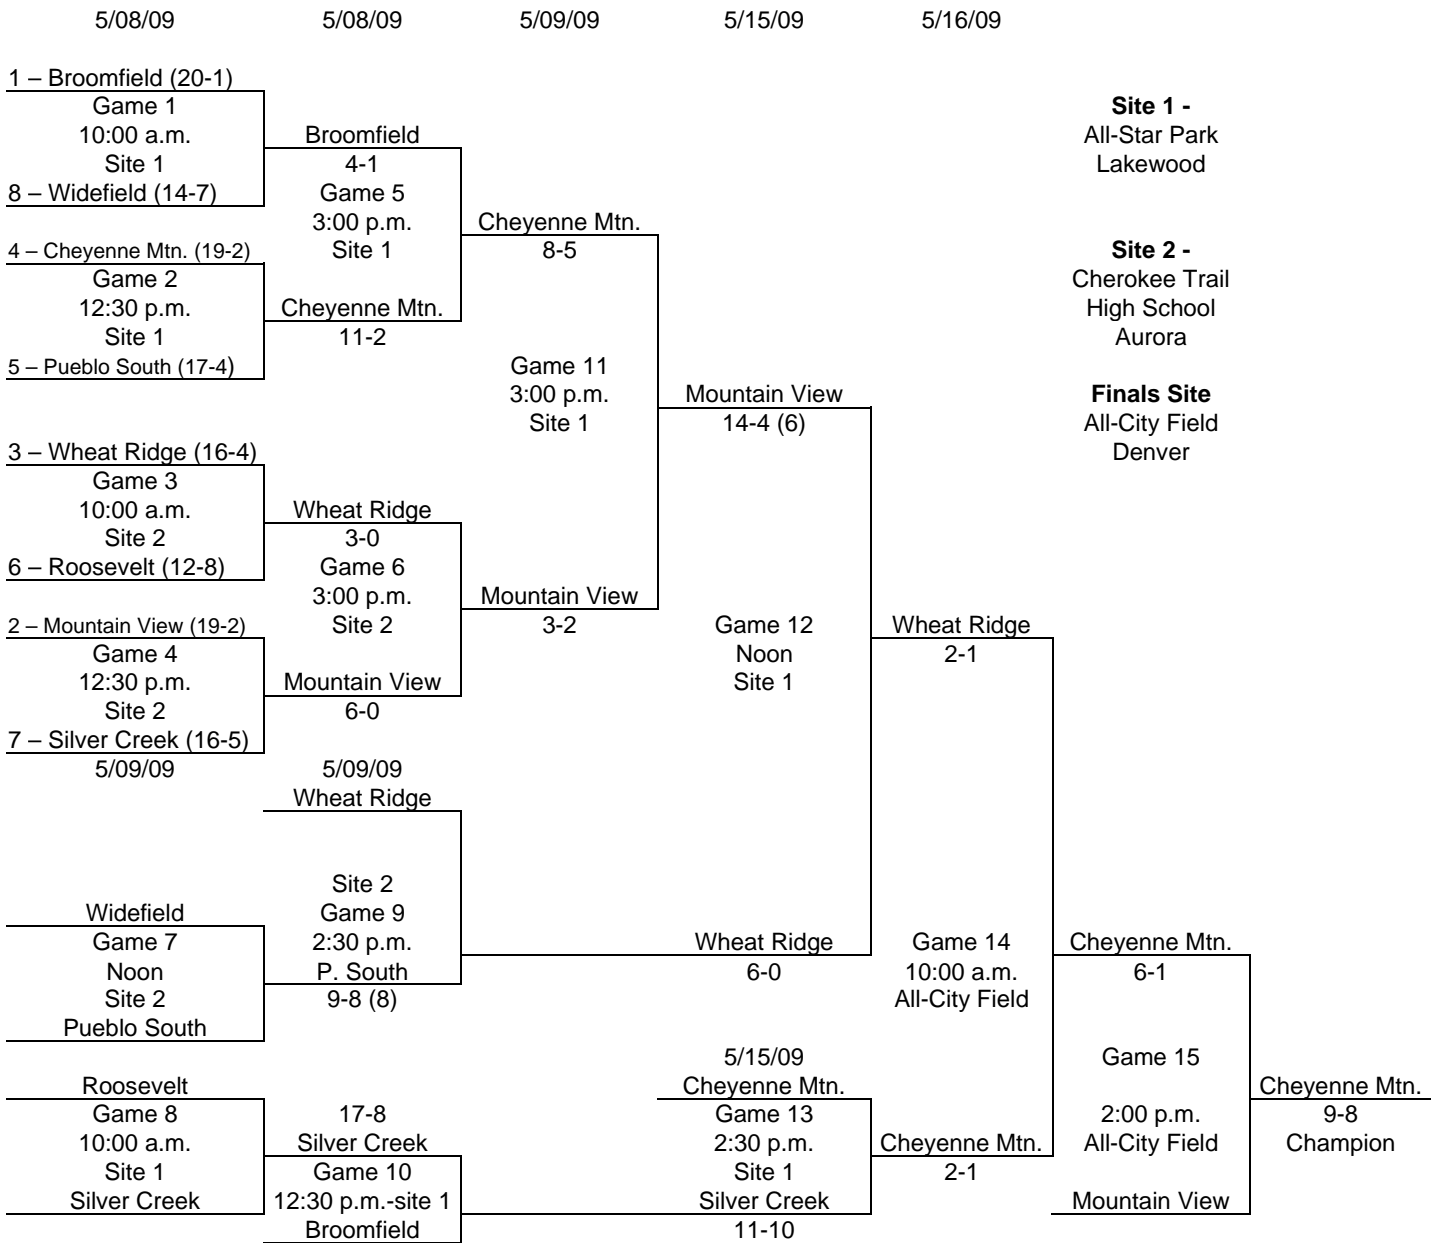 5/08/09 5/08/09 5/09/09 5/15/09 5/16/09
1 – Broomfield (20-1)
Game 1
10:00 a.m.
Site 1
8 – Widefield (14-7)
4 – Cheyenne Mtn. (19-2)
Game 2
12:30 p.m.
Site 1
5 – Pueblo South (17-4)
3 – Wheat Ridge (16-4)
Game 3
10:00 a.m.
Site 2
6 – Roosevelt (12-8)
2 – Mountain View (19-2)
Game 4
12:30 p.m.
Site 2
7 – Silver Creek (16-5)
5/09/09
Widefield
Game 7
Noon
Site 2
Pueblo South
Roosevelt
Game 8
10:00 a.m.
Site 1
Silver Creek
Broomfield
4-1
Game 5
3:00 p.m.
Site 1
Cheyenne Mtn.
11-2
Wheat Ridge
3-0
Game 6
3:00 p.m.
Site 2
Mountain View
6-0
5/09/09
Wheat Ridge
Site 2
Game 9
2:30 p.m.
P. South
9-8 (8)
17-8
Silver Creek
Game 10
12:30 p.m.-site 1
Broomfield
Cheyenne Mtn.
8-5
Game 11
3:00 p.m.
Site 1
Mountain View
3-2
Mountain View
14-4 (6)
Game 12
Noon
Site 1
Wheat Ridge
6-0
5/15/09
Cheyenne Mtn.
Game 13
2:30 p.m.
Site 1
Silver Creek
11-10
Wheat Ridge
2-1
Game 14
10:00 a.m.
All-City Field
Cheyenne Mtn.
2-1
Site 1 -
All-Star Park
Lakewood
Site 2 -
Cherokee Trail
High School
Aurora
Finals Site
All-City Field
Denver
Cheyenne Mtn.
6-1
Game 15
2:00 p.m.
All-City Field
Mountain View
Cheyenne Mtn.
9-8
Champion